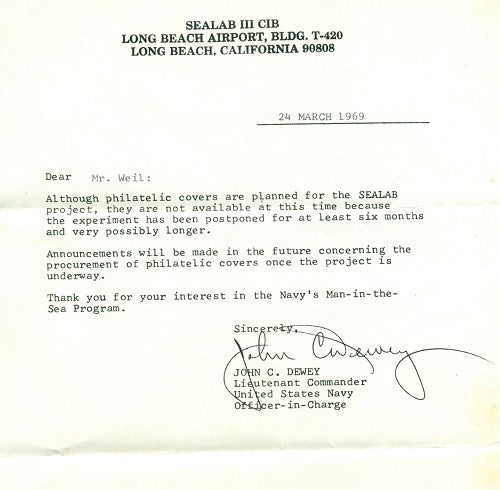 SEALAB III CIB
LONG BEACH AIRPORT, BLDG. T-420
LONG BEACH, CALIFORNIA 90808
24 MARCH 1969
Dear Mr. Weil:
Although philatelic covers are planned for the SEALAB
project, they are not available at this time because
the experiment has been postponed for at least six months
and very possibly longer.
Announcements will be made in the future concerning the
procurement of philatelic covers once the project is
underway.
Thank you for your interest in the Navy's Man-in-the-
Sea Program.
Sincerely,
John C Dewey
JOHN C. DEWEY
Lieutenant Commander
United States Navy
Officer-in-Charge